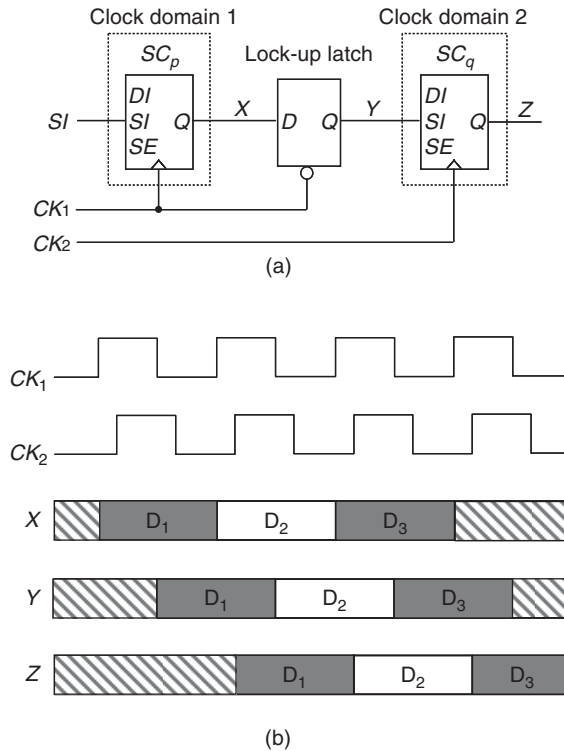 Clock domain 1
Clock domain 2
SCp
Lock-up latch
SCq
DI
SI
SI
Q
SE
X
D
Q
Y
DI
SI
Q
SE
Z
CK1
CK2
(a)
CK1
CK2
X
D1
D2
D3
Y
D1
D2
D3
Z
D1
D2
D3
(b)